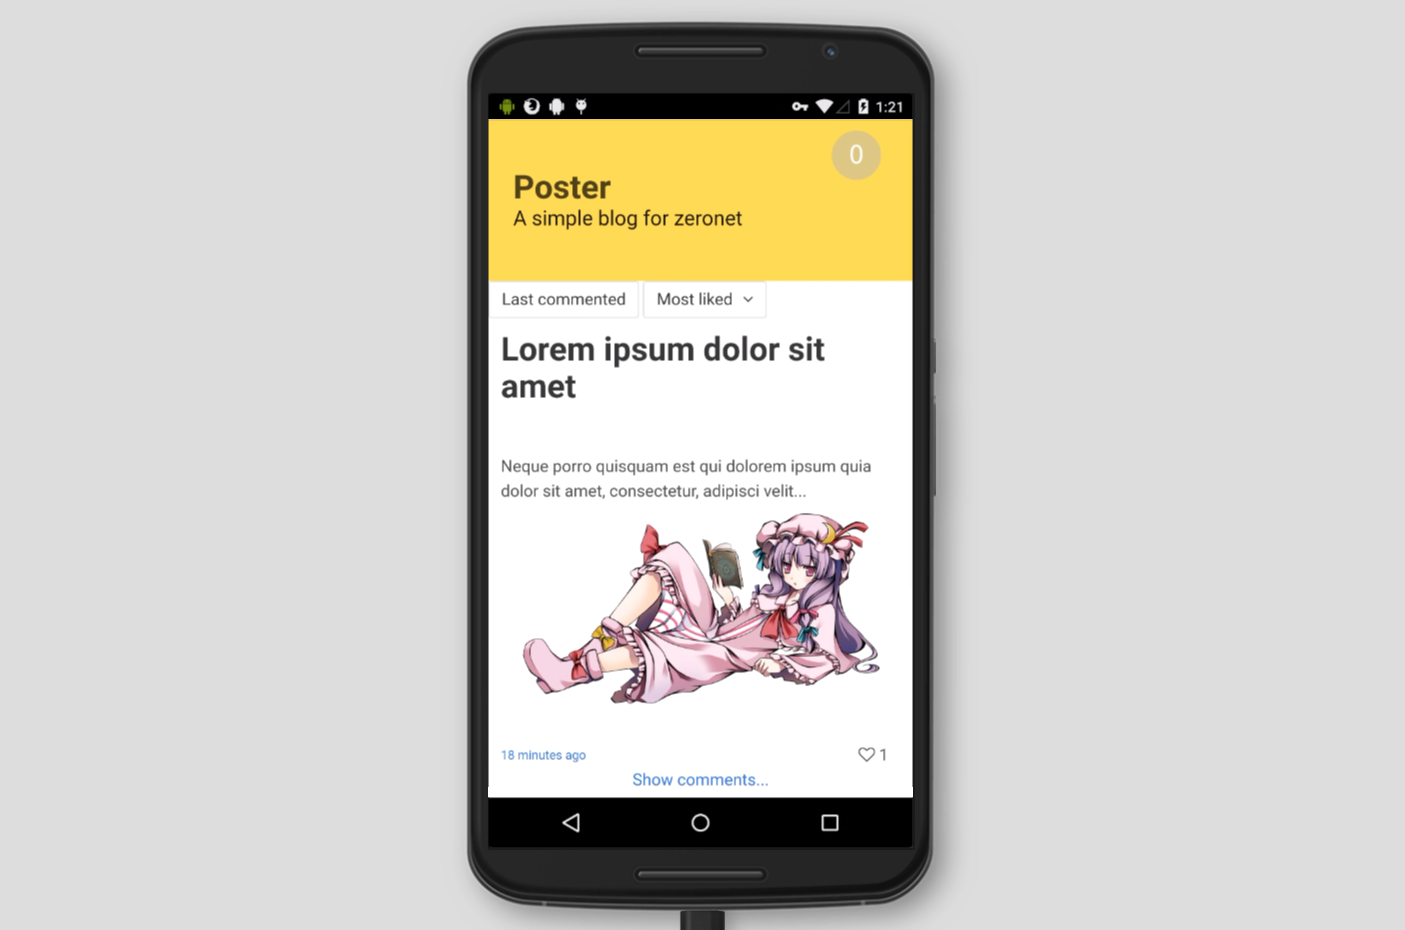 1:21
0
Poster
A simple blog for zeronet
Last commented
Most liked
Lorem ipsum dolor sit
amet
Neque porro quisquam est qui dolorem ipsum quia
dolor sit amet, consectetur, adipisci velit...
18 minutes ago
1
Show comments...